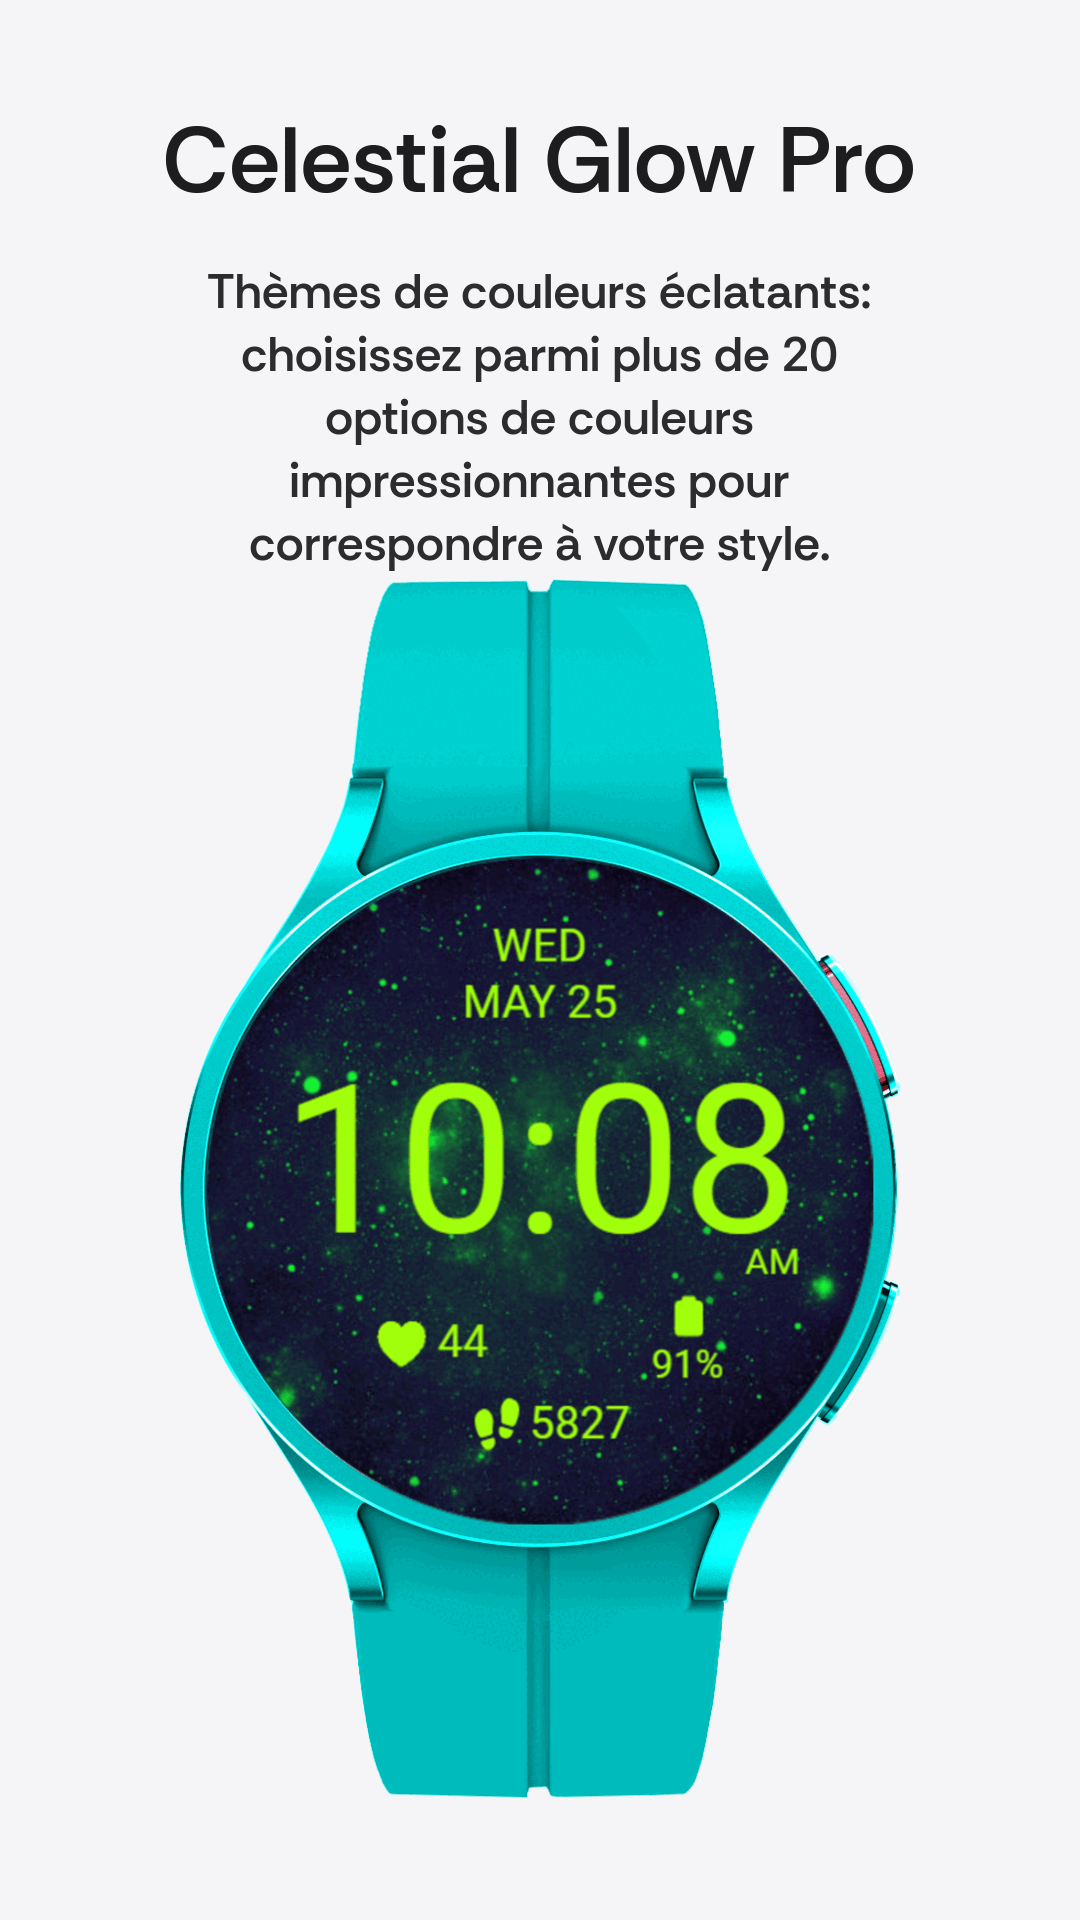 Celestial Glow Pro
Thèmes de couleurs éclatants:
choisissez parmi plus de 20
options de couleurs
impressionnantes pour
correspondre à votre style.
WED
MAY 25
10:08
AM
44
91%
5827